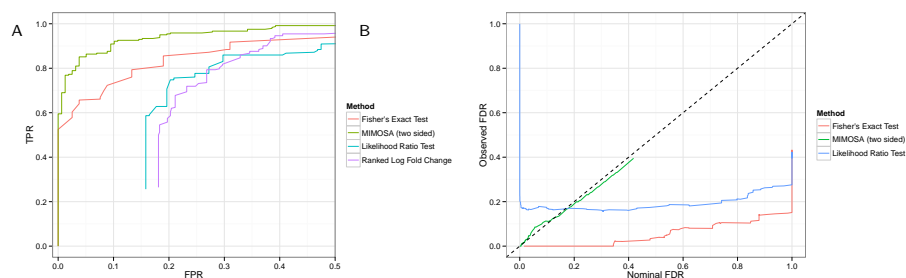 A
B
1.0
0.8
0.6
0.4
0.2
0.0
TPR
0.0
0.1
0.2
0.3
0.4
0.5
FPR
Method
Fisher's Exact Test
MIMOSA (two sided)
Likelihood Ratio Test
Ranked Log Fold Change
1.0
0.8
0.6
0.4
0.2
0.0
Observed FDR
0.0
0.2
0.4
0.6
0.8
1.0
Nominal FDR
Method
Fisher's Exact Test
MIMOSA (two sided)
Likelihood Ratio Test